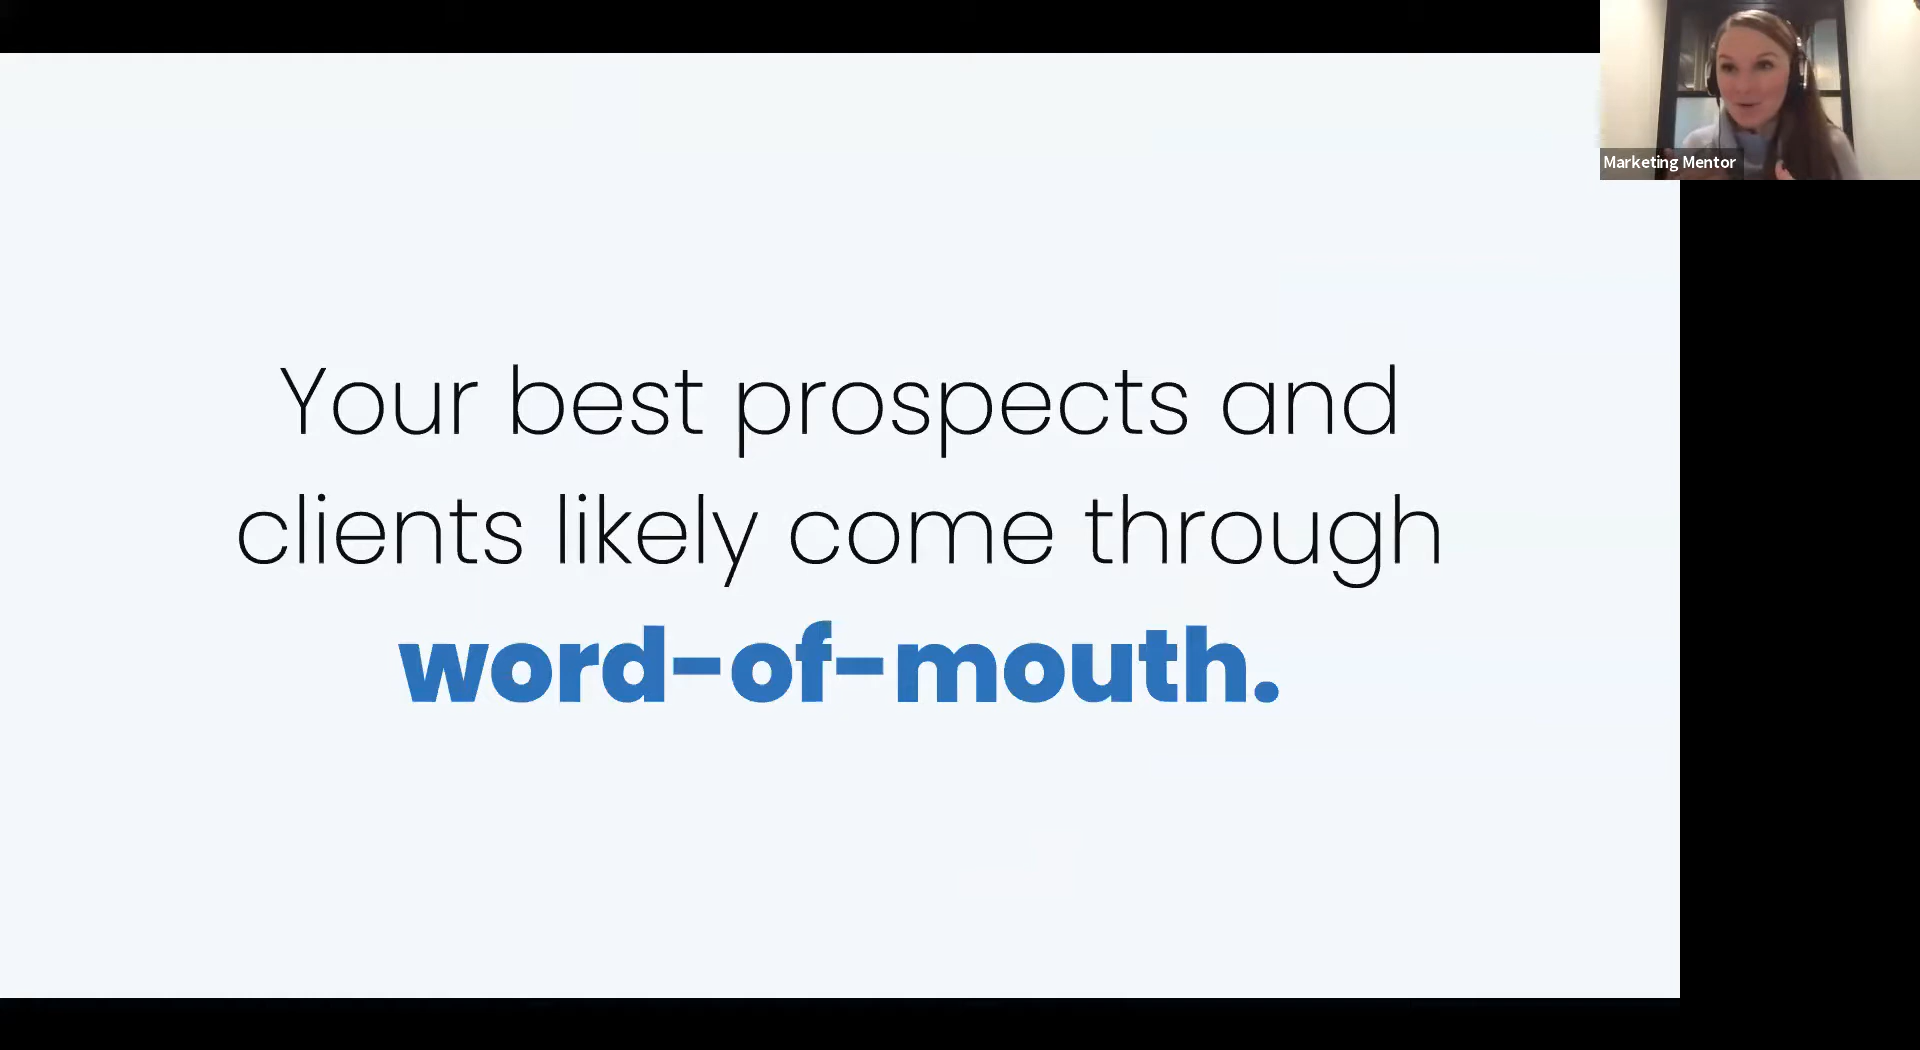 Marketing Mentor
Your best prospects and
clients likely come through
word-of-mouth.